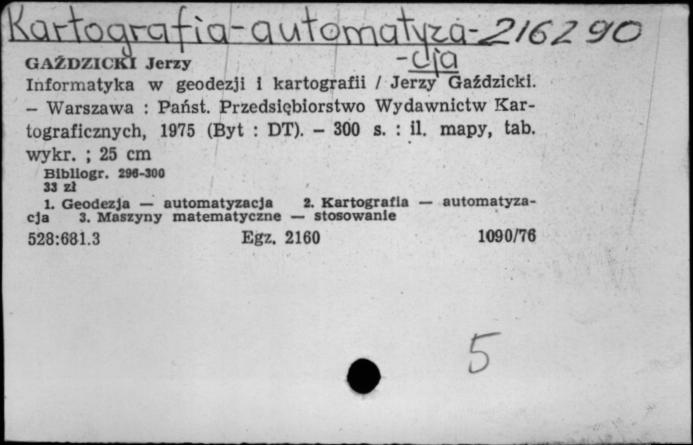 Kartografia-automatyza- 216290
-cja
GAŹDZICKI Jerzy
Informatyka w geodezji i kartografii / Jerzy Gaździcki.
— Warszawa : Państ. Przedsiębiorstwo Wydawnictw Kar-
tograficznych, 1975 (Byt : DT). — 300 s. : il. mapy, tab.
wykr. ; 25 cm
Bibliogr. 296-300
33 zł
1. Geodezja — automatyzacja 2. Kartografia — automatyza-
cja 3. Maszyny matematyczne — stosowanie
528:681.3 Egz. 2160 1090/76
5